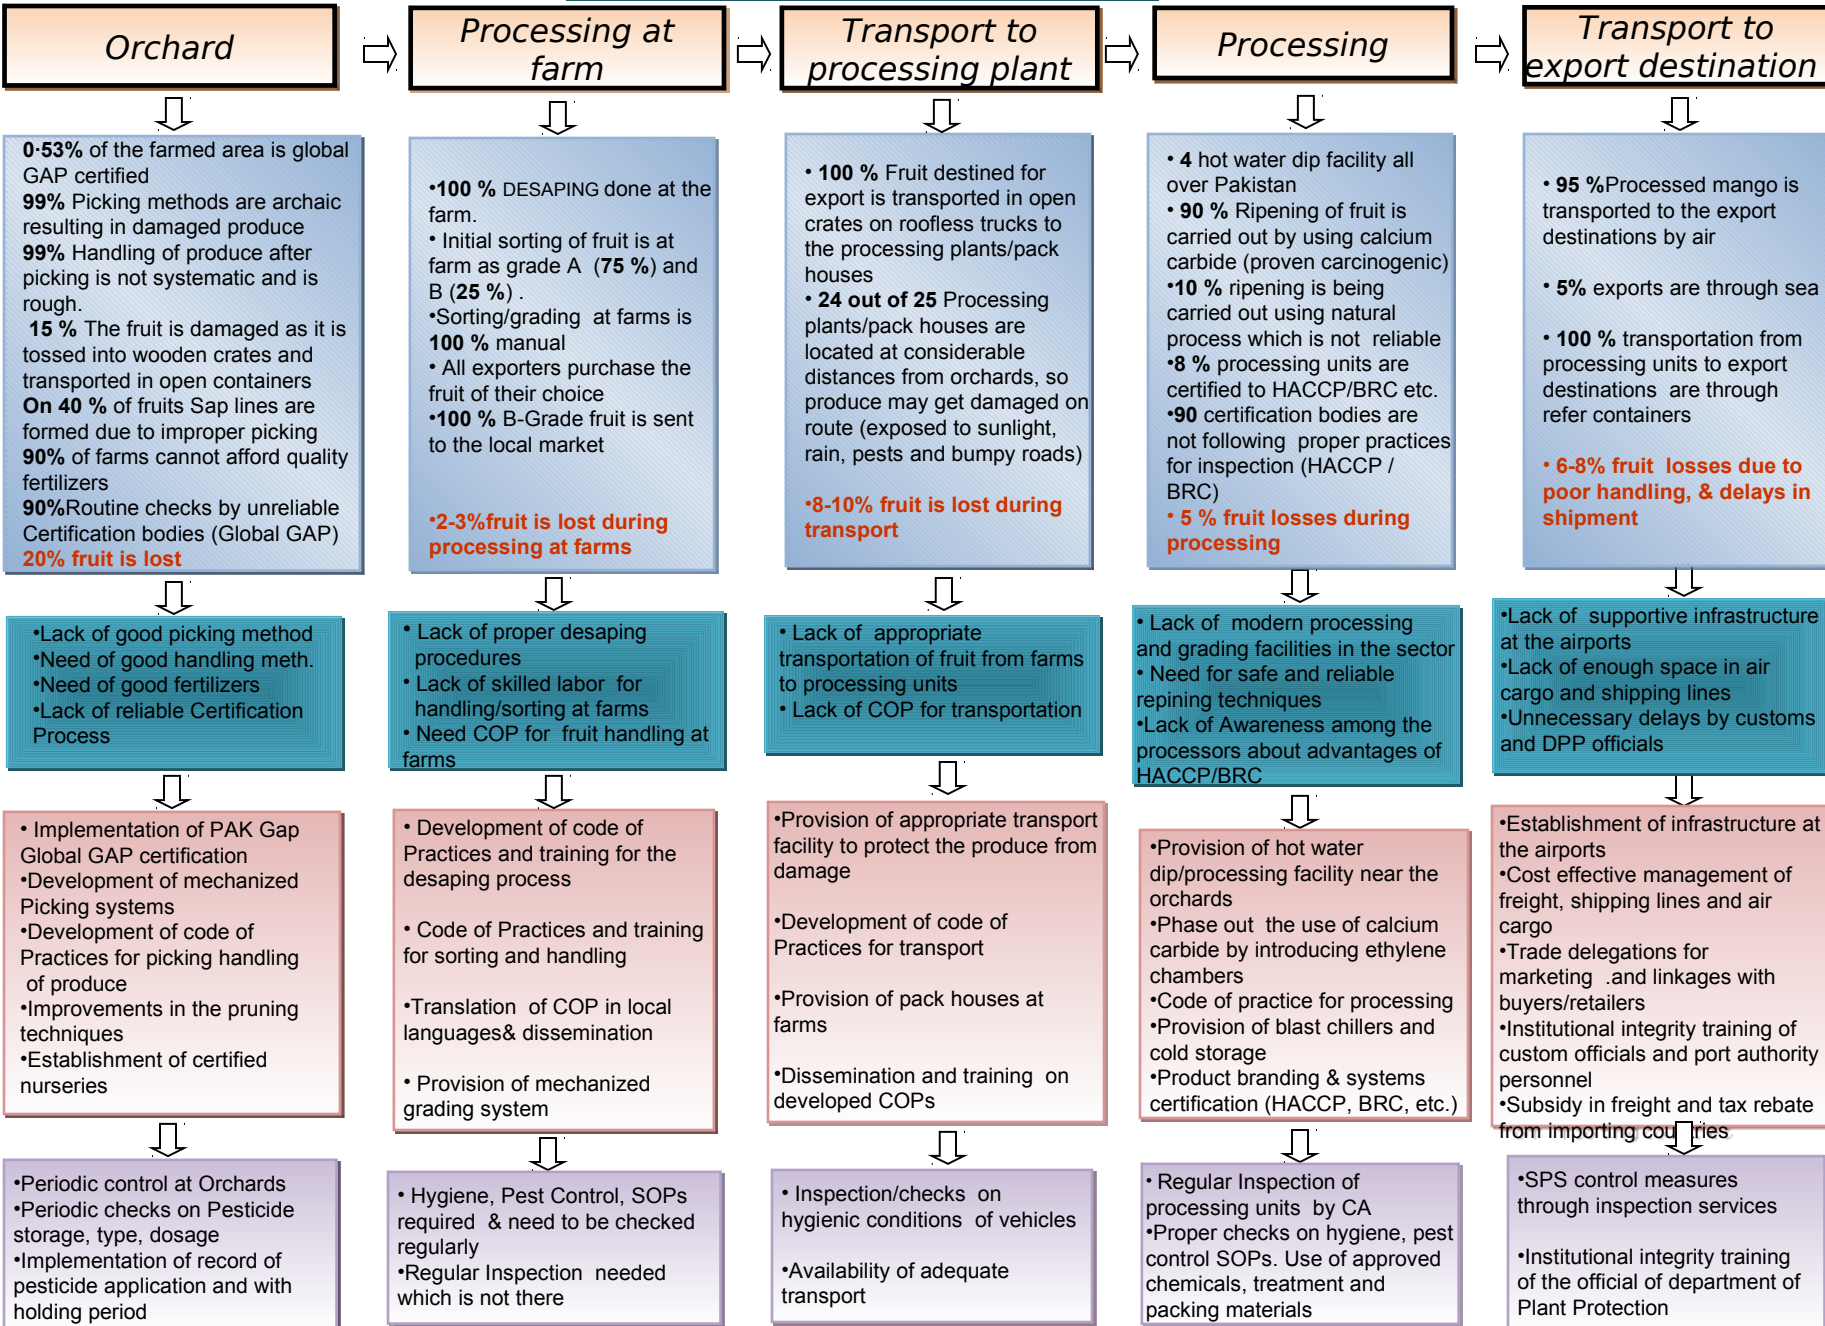 Orchard
0·53% of the farmed area is global
GAP certified
99% Picking methods are archaic
resulting in damaged produce
99% Handling of produce after
picking is not systematic and is
rough.
15 % The fruit is damaged as it is
tossed into wooden crates and
transported in open containers
On 40 % of fruits Sap lines are
formed due to improper picking
90% of farms cannot afford quality
fertilizers
90%Routine checks by unreliable
Certification bodies (Global GAP)
20% fruit is lost
•Lack of good picking method
•Need of good handling meth.
•Need of good fertilizers
•Lack of reliable Certification
Process
• Implementation of PAK Gap
Global GAP certification
•Development of mechanized
Picking systems
•Development of code of
Practices for picking handling
of produce
•Improvements in the pruning
techniques
•Establishment of certified
nurseries
•Periodic control at Orchards
•Periodic checks on Pesticide
storage, type, dosage
•Implementation of record of
pesticide application and with
holding period
Processing at
farm
•100 % DESAPING done at the
farm.
• Initial sorting of fruit is at
farm as grade A (75 %) and
B (25 %) .
•Sorting/grading at farms is
100 % manual
• All exporters purchase the
fruit of their choice
•100 % B-Grade fruit is sent
to the local market
•2-3%fruit is lost during
processing at farms
• Lack of proper desaping
procedures
• Lack of skilled labor for
handling/sorting at farms
• Need COP for fruit handling at
farms
• Development of code of
Practices and training for the
desaping process
• Code of Practices and training
for sorting and handling
•Translation of COP in local
languages& dissemination
• Provision of mechanized
grading system
• Hygiene, Pest Control, SOPs
required & need to be checked
regularly
•Regular Inspection needed
which is not there
Transport to
processing plant
• 100 % Fruit destined for
export is transported in open
crates on roofless trucks to
the processing plants/pack
houses
• 24 out of 25 Processing
plants/pack houses are
located at considerable
distances from orchards, so
produce may get damaged on
route (exposed to sunlight,
rain, pests and bumpy roads)
•8-10% fruit is lost during
transport
• Lack of appropriate
transportation of fruit from farms
to processing units
• Lack of COP for transportation
•Provision of appropriate transport
facility to protect the produce from
damage
•Development of code of
Practices for transport
•Provision of pack houses at
farms
•Dissemination and training on
developed COPs
• Inspection/checks on
hygienic conditions of vehicles
•Availability of adequate
transport
Processing
• 4 hot water dip facility all
over Pakistan
• 90 % Ripening of fruit is
carried out by using calcium
carbide (proven carcinogenic)
•10 % ripening is being
carried out using natural
process which is not reliable
•8 % processing units are
certified to HACCP/BRC etc.
•90 certification bodies are
not following proper practices
for inspection (HACCP /
BRC)
• 5 % fruit losses during
processing
• Lack of modern processing
and grading facilities in the sector
• Need for safe and reliable
repining techniques
•Lack of Awareness among the
processors about advantages of
HACCP/BRC
•Provision of hot water
dip/processing facility near the
orchards
•Phase out the use of calcium
carbide by introducing ethylene
chambers
•Code of practice for processing
•Provision of blast chillers and
cold storage
•Product branding & systems
certification (HACCP, BRC, etc.)
• Regular Inspection of
processing units by CA
•Proper checks on hygiene, pest
control SOPs. Use of approved
chemicals, treatment and
packing materials
Transport to
export destination
• 95 %Processed mango is
transported to the export
destinations by air
• 5% exports are through sea
• 100 % transportation from
processing units to export
destinations are through
refer containers
• 6-8% fruit losses due to
poor handling, & delays in
shipment
•Lack of supportive infrastructure
at the airports
•Lack of enough space in air
cargo and shipping lines
•Unnecessary delays by customs
and DPP officials
•Establishment of infrastructure at
the airports
•Cost effective management of
freight, shipping lines and air
cargo
•Trade delegations for
marketing .and linkages with
buyers/retailers
•Institutional integrity training of
custom officials and port authority
personnel
•Subsidy in freight and tax rebate
from importing countries
•SPS control measures
through inspection services
•Institutional integrity training
of the official of department of
Plant Protection